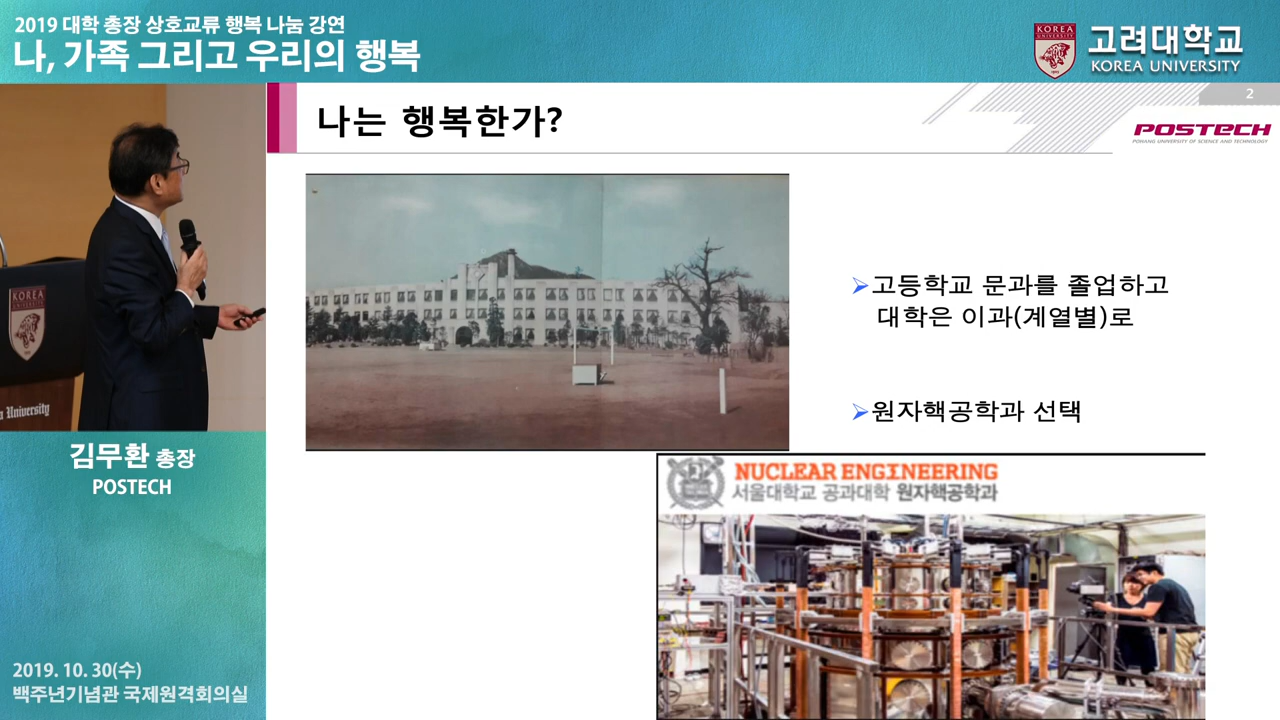 2019 대학 총장 상호교류 행복 나눔 강연
나, 가족 그리고 우리의 행복
KOREA
UNIVERSITY
1905
고려대학교
KOREA UNIVERSITY
2
나는 행복한가?
POSTECH
POHANG UNIVERSITY OF SCIENCE AND TECHNOLOGY
➢고등학교 문과를 졸업하고
대학은 이과(계열별)로
➢원자핵공학과 선택
NUCLEAR ENGINEERING
서울대학교 공과대학 원자핵공학과
KOREA
UNIVERSITY
a University
김무환 총장
POSTECH
2019. 10. 30(수)
백주년기념관 국제원격회의실